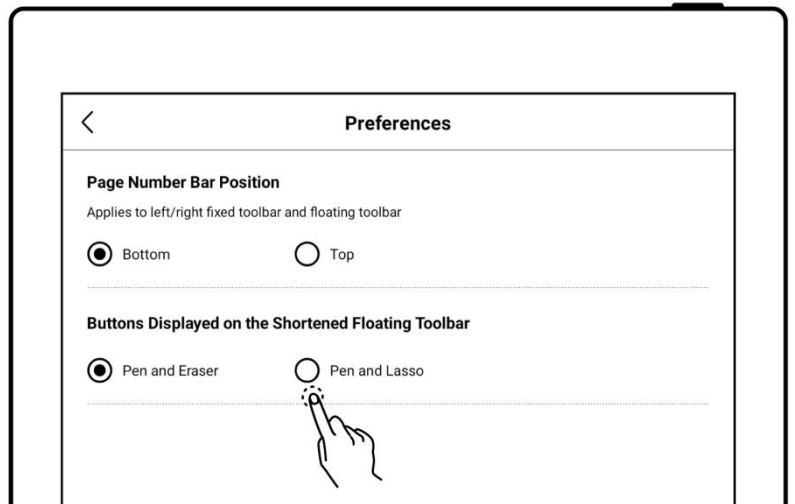 Preferences
Page Number Bar Position
Applies to left/right fixed toolbar and floating toolbar
Bottom Top
Buttons Displayed on the Shortened Floating Toolbar
Pen and Eraser Pen and Lasso